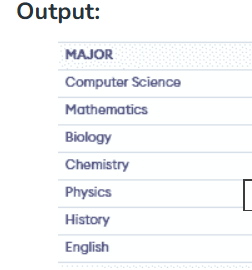 Output:
MAJOR
Computer Science
Mathematics
Biology
Chemistry
Physics
History
English